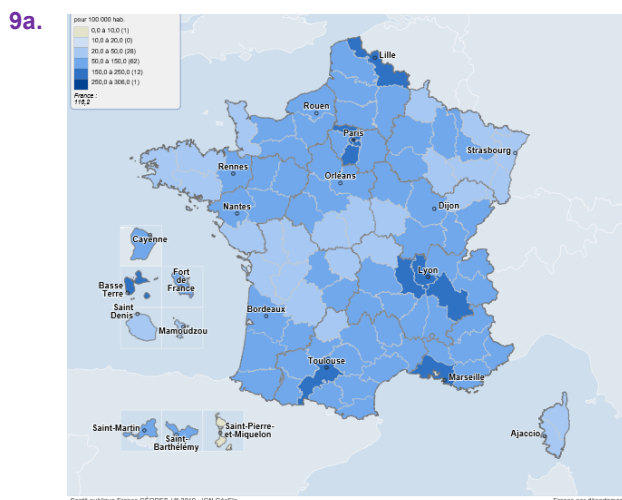 9a.
pour 100 000 hab.
0,0 à 10,0 (1)
10,0 à 20,0 (0)
20,0 à 50,0 (28)
50,0 à 150,0 (62)
150,0 à 250,0 (12)
250,0 à 306,0 (1)
France :
116,2
Lille
Rouen
Paris
Strasbourg
Rennes
Orléans
Nantes
Dijon
Cayenne
Basse
Terre
Fort
de
France
Lyon
Saint
Denis
Mamoudzou
Bordeaux
Toulouse
Marseille
Saint-Martin
Saint-
Barthélémy
Saint-Pierre-
et-Miquelon
Ajaccio